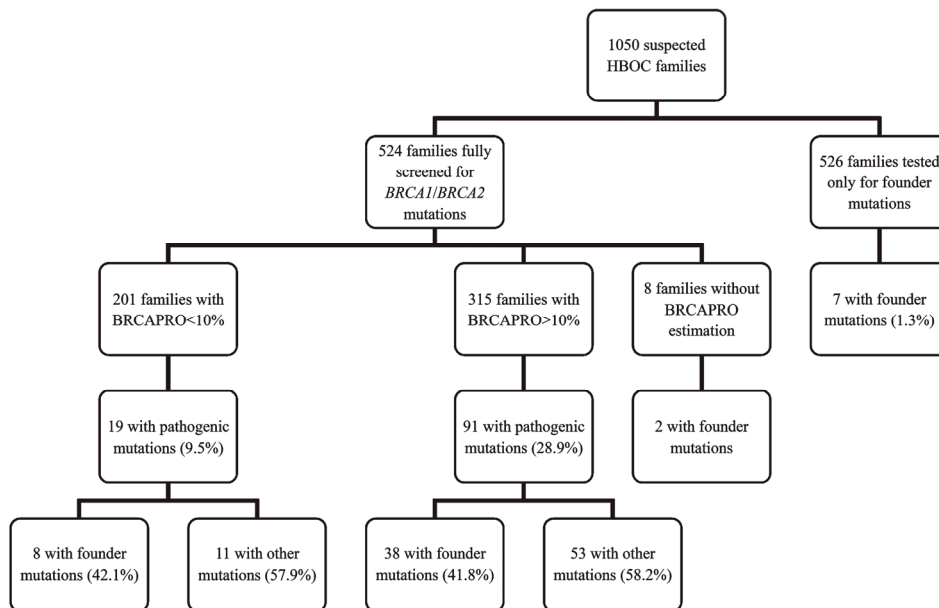 1050 suspected
HBOC families
524 families fully
screened for
BRCA1/BRCA2
mutations
526 families tested
only for founder
mutations
201 families with
BRCAPRO<10%
315 families with
BRCAPRO>10%
8 families without
BRCAPRO
estimation
7 with founder
mutations (1.3%)
19 with pathogenic
mutations (9.5%)
91 with pathogenic
mutations (28.9%)
2 with founder
mutations
8 with founder
mutations (42.1%)
11 with other
mutations (57.9%)
38 with founder
mutations (41.8%)
53 with other
mutations (58.2%)